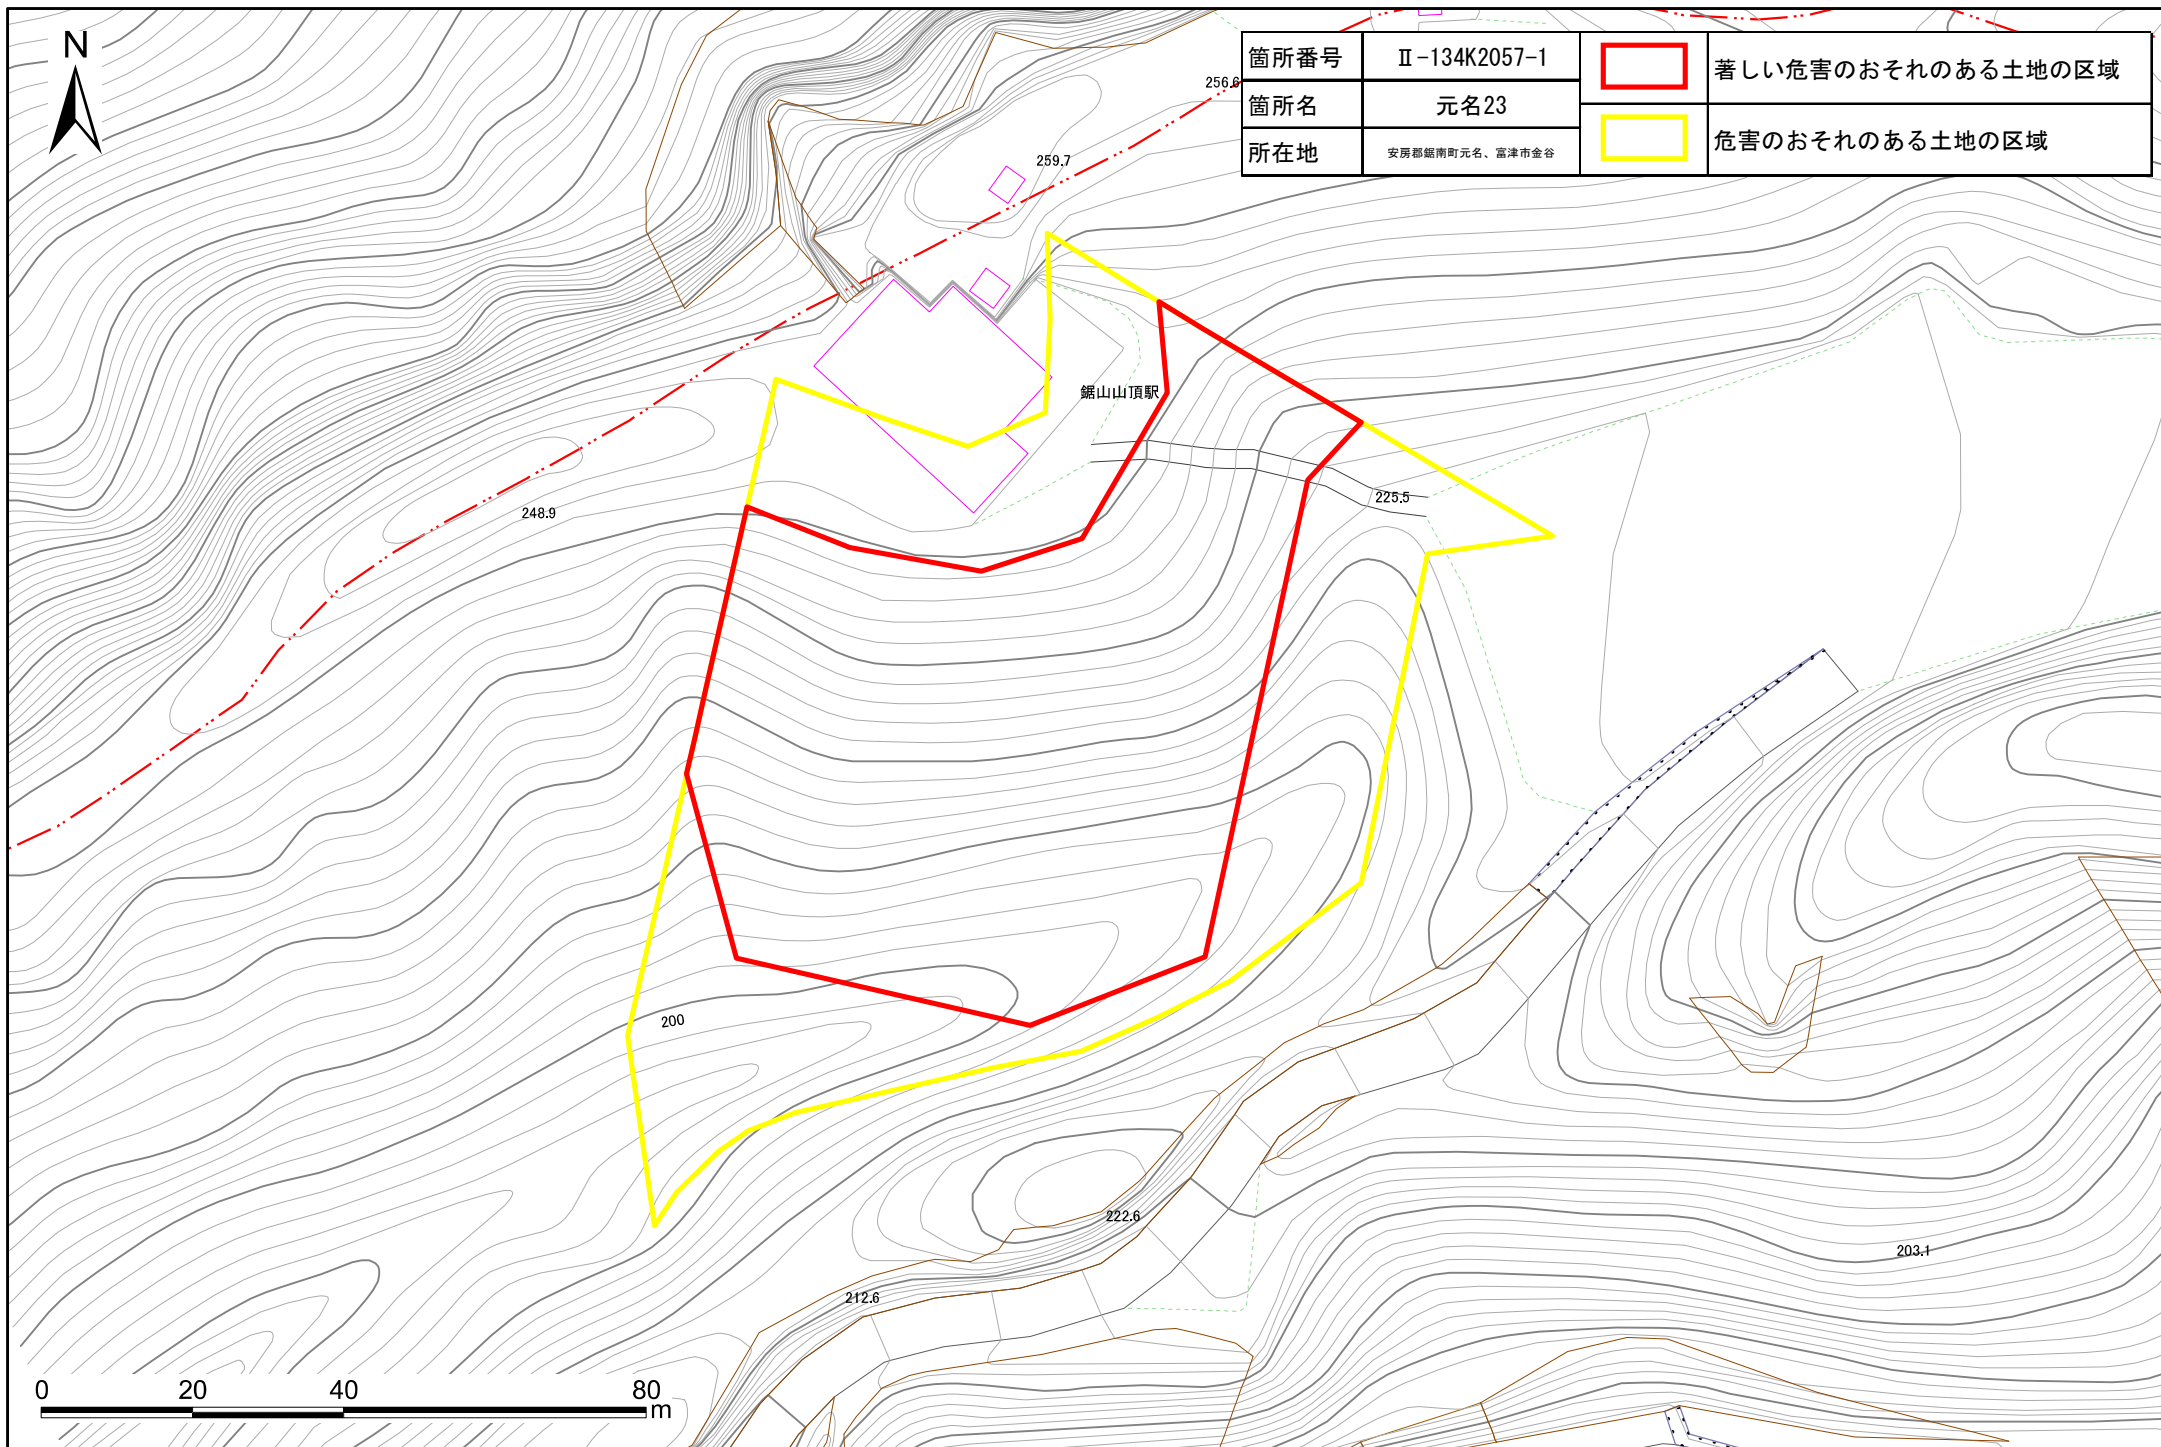 N
箇所番号 Ⅱ-134K2057-1
箇所名 元名23
所在地 安房郡鋸南町元名、富津市金谷
著しい危害のおそれのある土地の区域
危害のおそれのある土地の区域
256.6
259.7
鋸山山頂駅
248.9
225.5
200
222.6
203.1
212.6
0 20 40 80
m